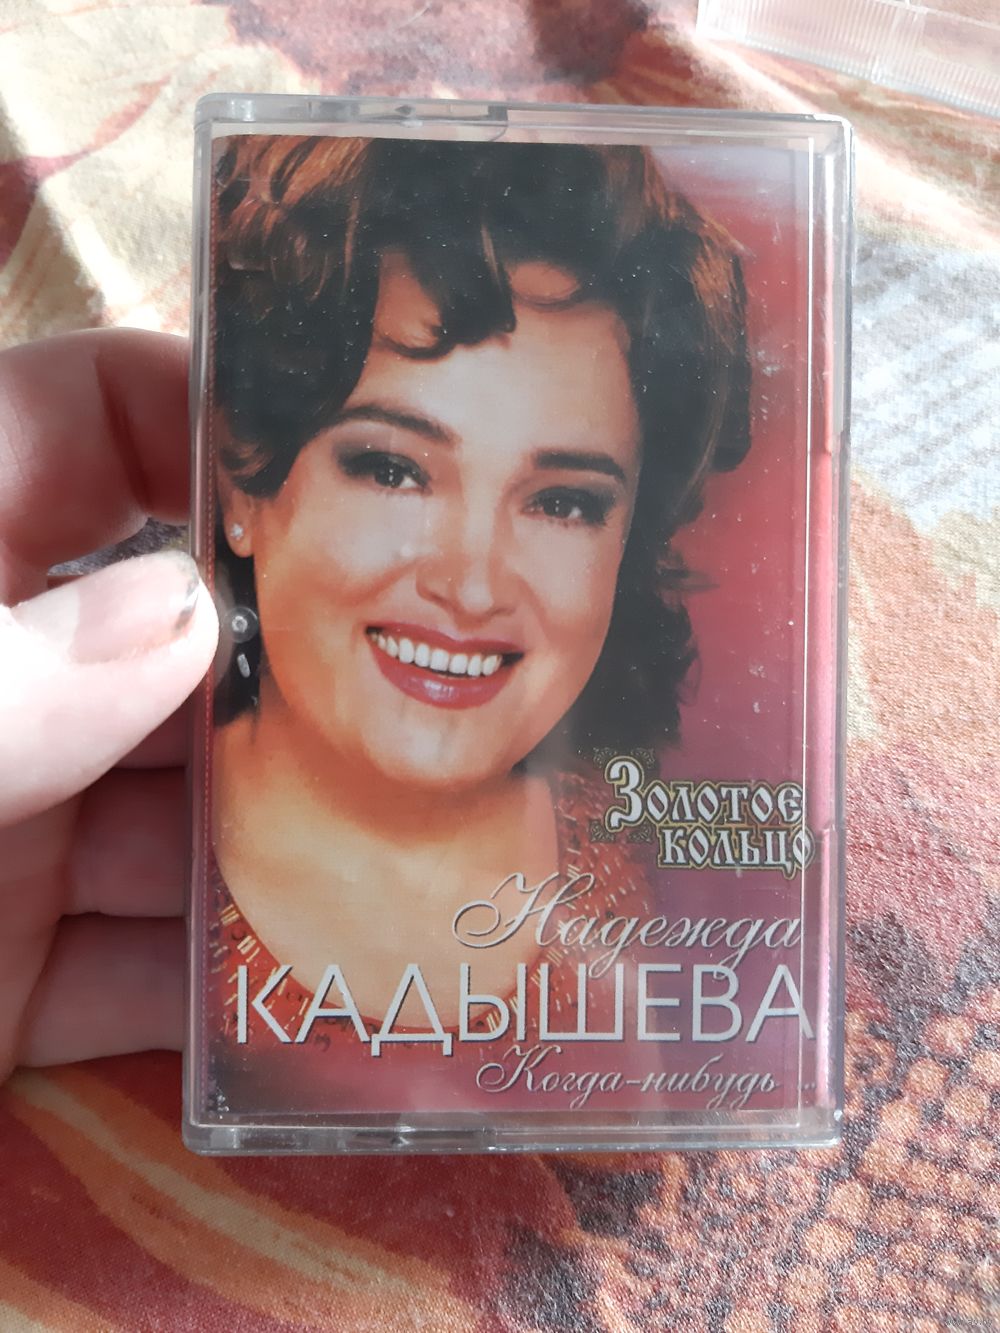 Золотое
кольцо
Надежда
КАДЫШЕВА
Когда-нибудь ...